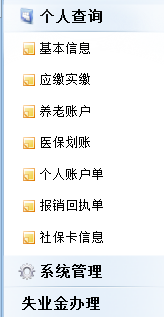 个人查询
基本信息
应缴实缴
养老账户
医保划账
个人账户单
报销回执单
社保卡信息
系统管理
失业金办理